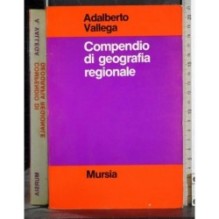 Adalberto
Vallega
Compendio
di geografia
regionale
Mursia